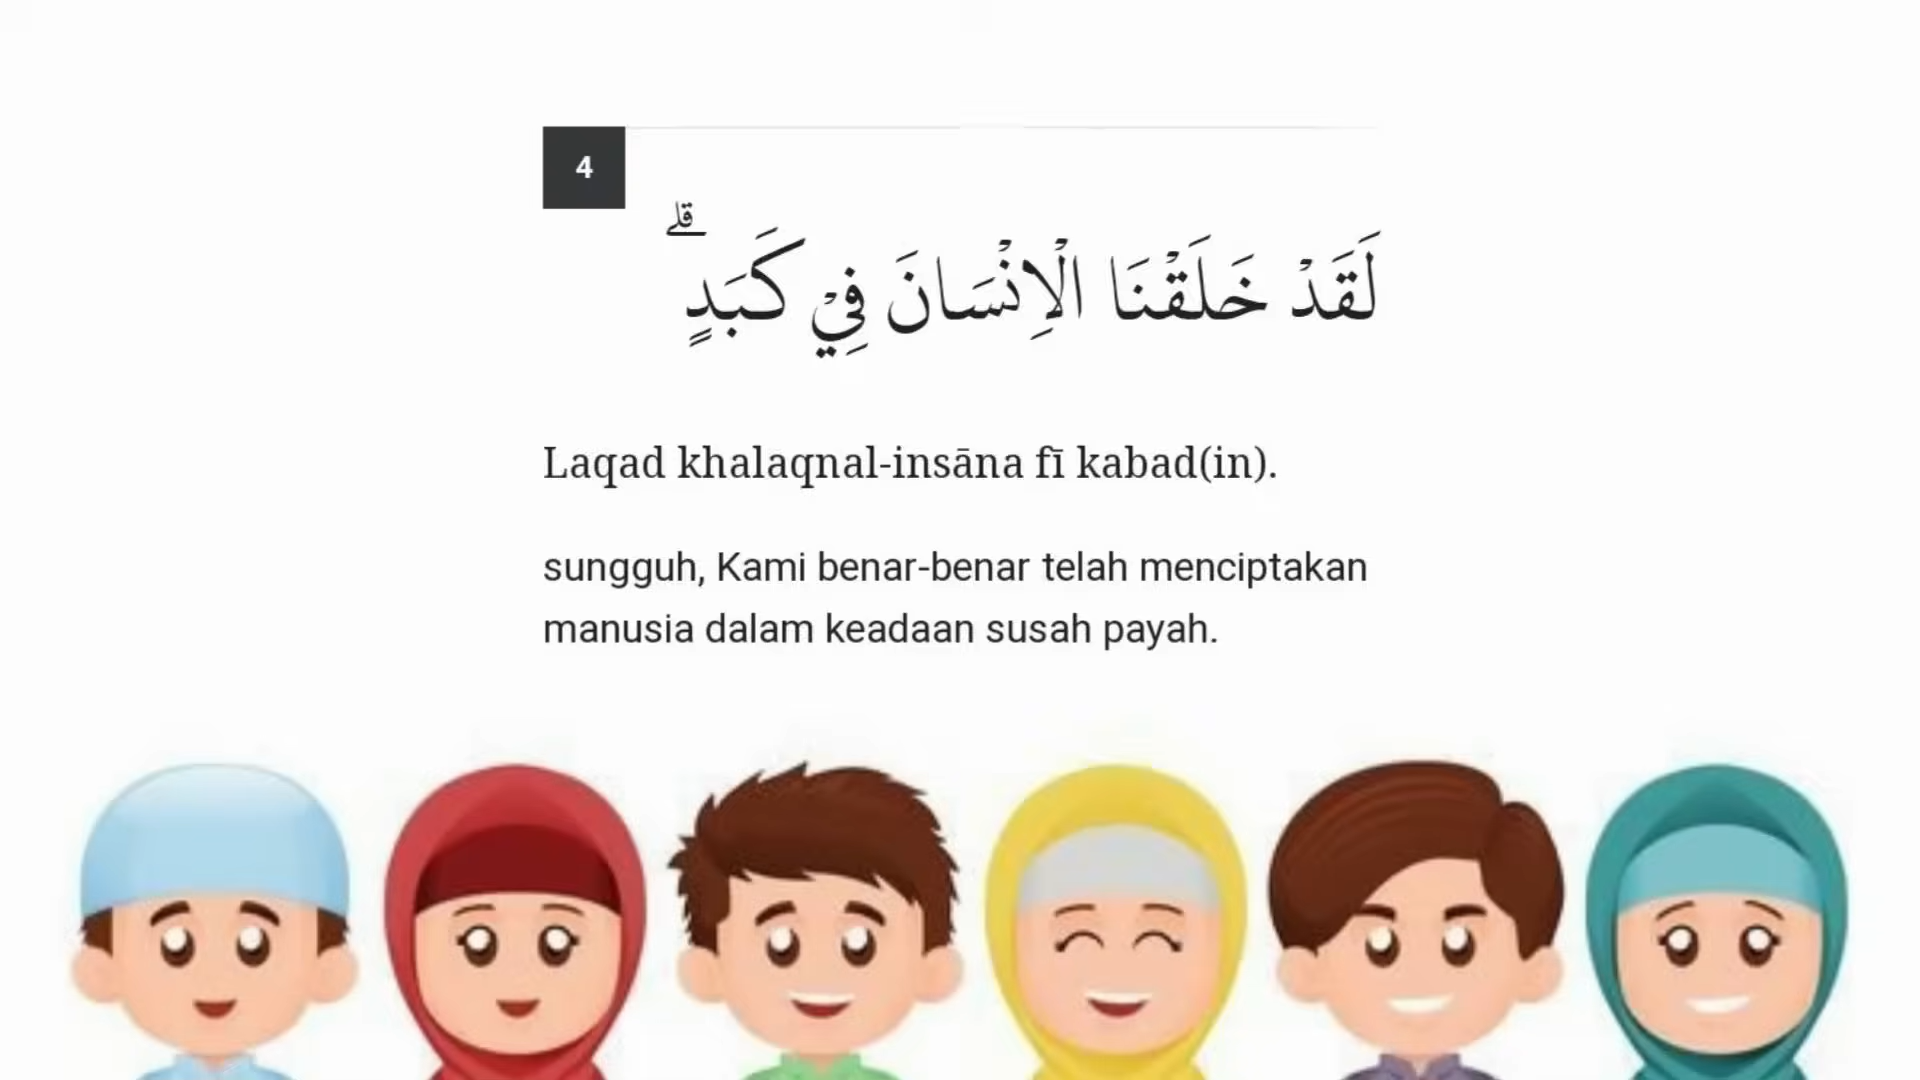 4
لَقَدْ خَلَقْنَا الْاِنْسَانَ فِيْ كَبَدٍۗ
Laqad khalaqnal-insāna fī kabad(in).
sungguh, Kami benar-benar telah menciptakan
manusia dalam keadaan susah payah.